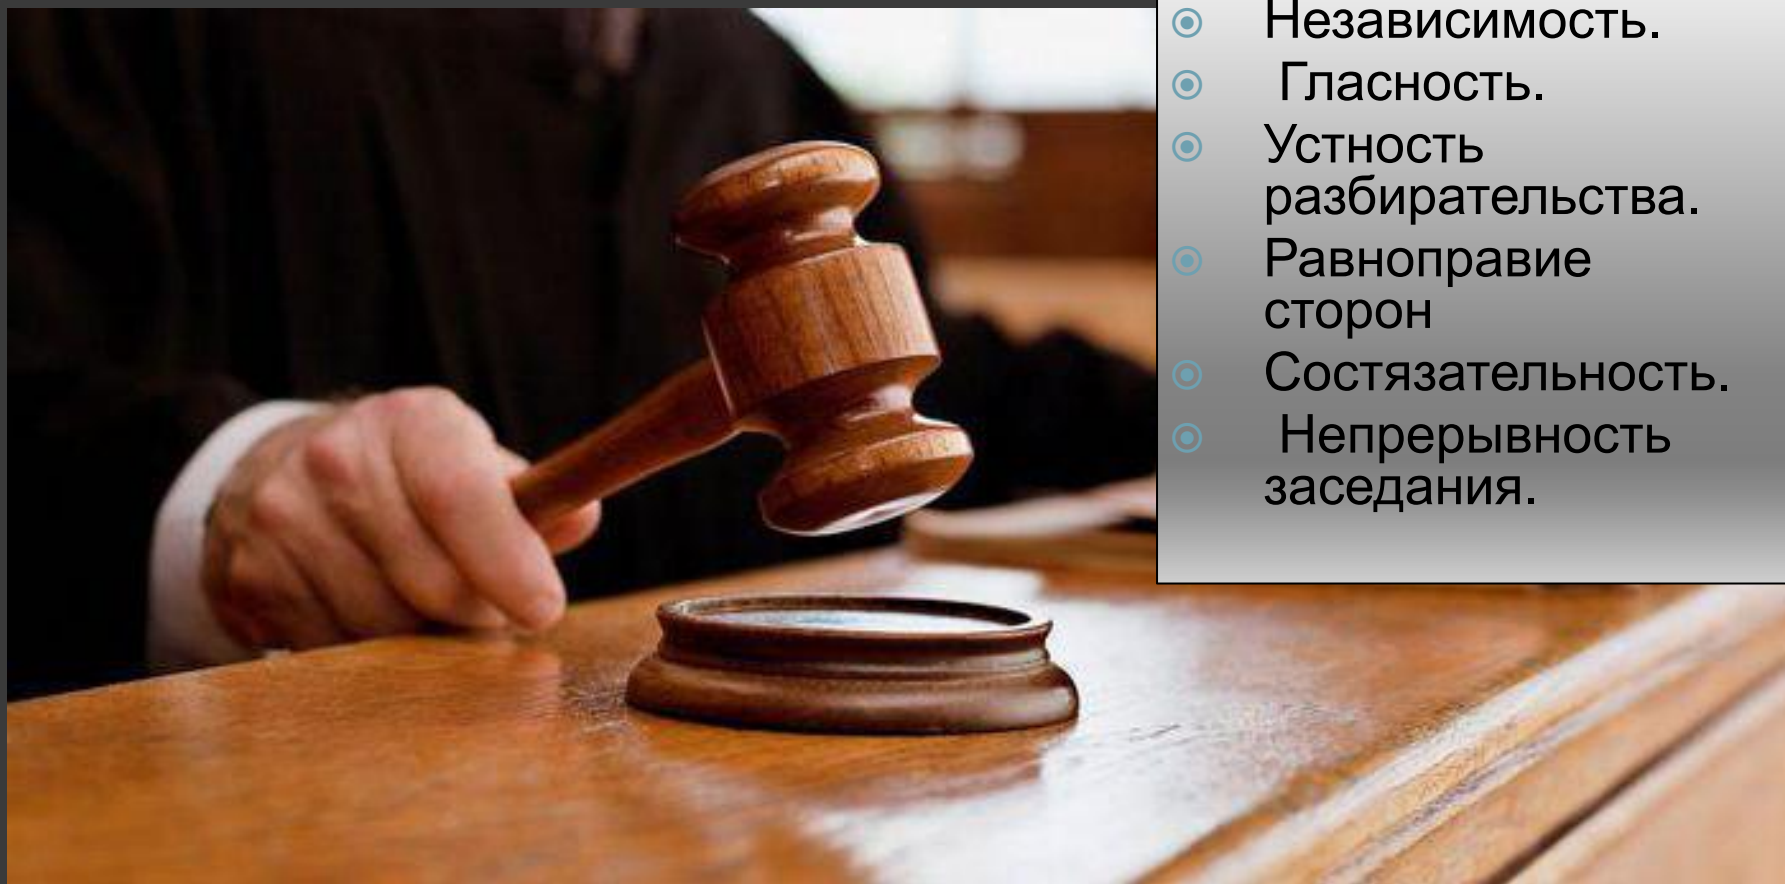 Независимость.
Гласность.
Устность
разбирательства.
Равноправие
сторон
Состязательность.
Непрерывность
заседания.